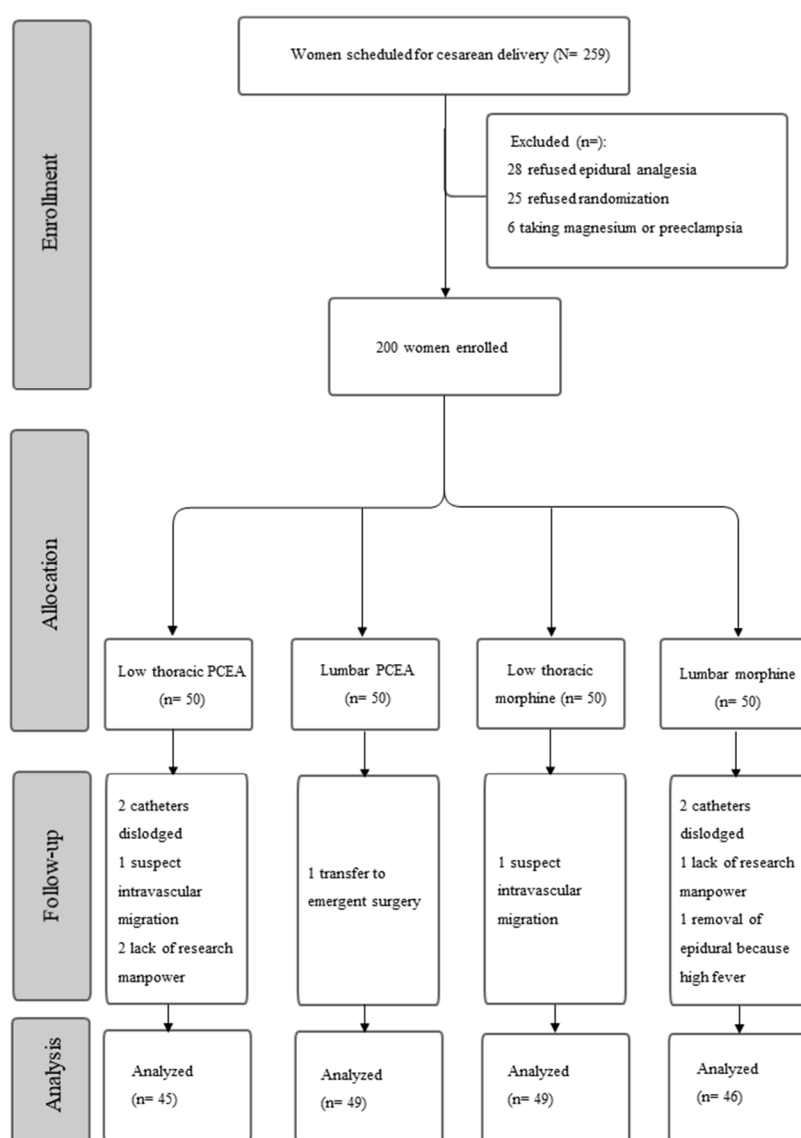 Enrollment
Women scheduled for cesarean delivery (N= 259)
Excluded (n=):
28 refused epidural analgesia
25 refused randomization
6 taking magnesium or preeclampsia
200 women enrolled
Allocation
Low thoracic PCEA
(n= 50)
Lumbar PCEA
(n= 50)
Low thoracic
morphine (n= 50)
Lumbar morphine
(n= 50)
Follow-up
2 catheters
dislodged
1 suspect
intravascular
migration
2 lack of research
manpower
1 transfer to
emergent surgery
1 suspect
intravascular
migration
2 catheters
dislodged
1 lack of research
manpower
1 removal of
epidural because
high fever
Analysis
Analyzed
(n= 45)
Analyzed
(n= 49)
Analyzed
(n= 49)
Analyzed
(n= 46)